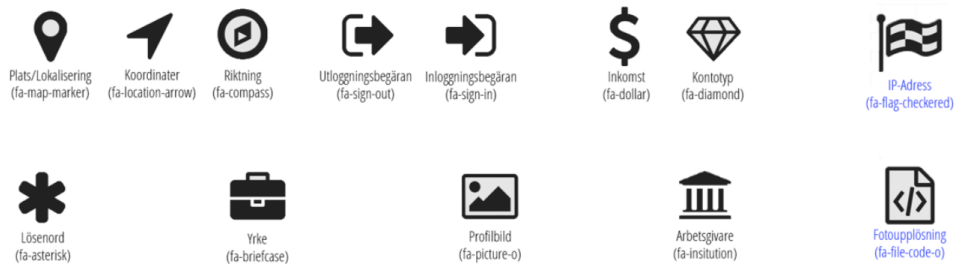 Plats/Lokalisering
(fa-map-marker)
Koordinater
(fa-location-arrow)
Riktning
(fa-compass)
Utloggningsbegäran
(fa-sign-out)
Inloggningsbegäran
(fa-sign-in)
Inkomst
(fa-dollar)
Kontotyp
(fa-diamond)
IP-Adress
(fa-flag-checkered)
Lösenord
(fa-asterisk)
Yrke
(fa-briefcase)
Profilbild
(fa-picture-o)
Arbetsgivare
(fa-insitution)
Fotoupplösning
(fa-file-code-o)